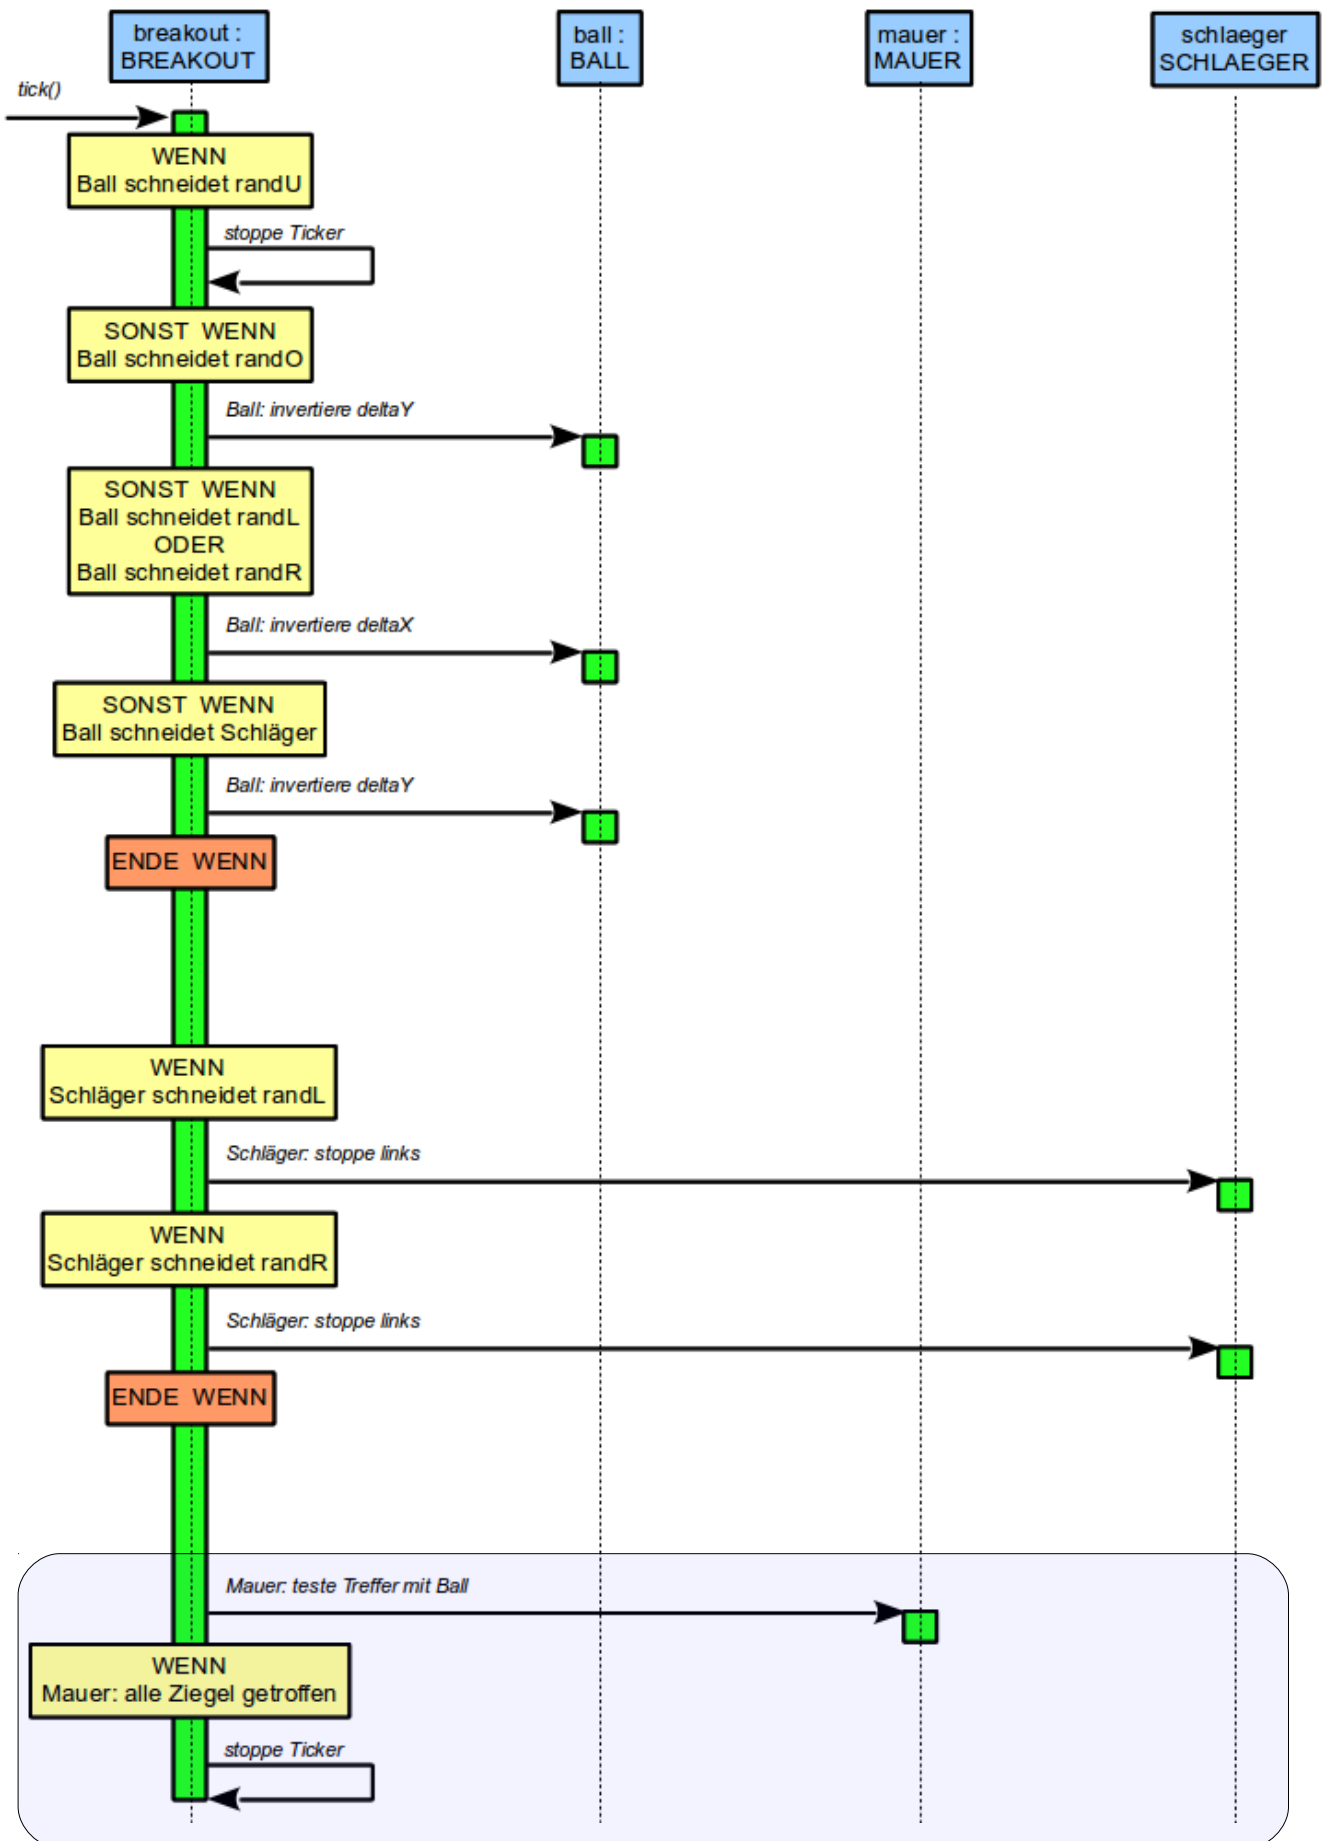 breakout :
BREAKOUT
ball :
BALL
mauer :
MAUER
schlaeger
SCHLAEGER
tick()
WENN
Ball schneidet randU
stoppe Ticker
SONST WENN
Ball schneidet randO
Ball: invertiere deltaY
SONST WENN
Ball schneidet randL
ODER
Ball schneidet randR
Ball: invertiere deltaX
SONST WENN
Ball schneidet Schläger
Ball: invertiere deltaY
ENDE WENN
WENN
Schläger schneidet randL
Schläger: stoppe links
WENN
Schläger schneidet randR
Schläger: stoppe links
ENDE WENN
Mauer: teste Treffer mit Ball
WENN
Mauer: alle Ziegel getroffen
stoppe Ticker